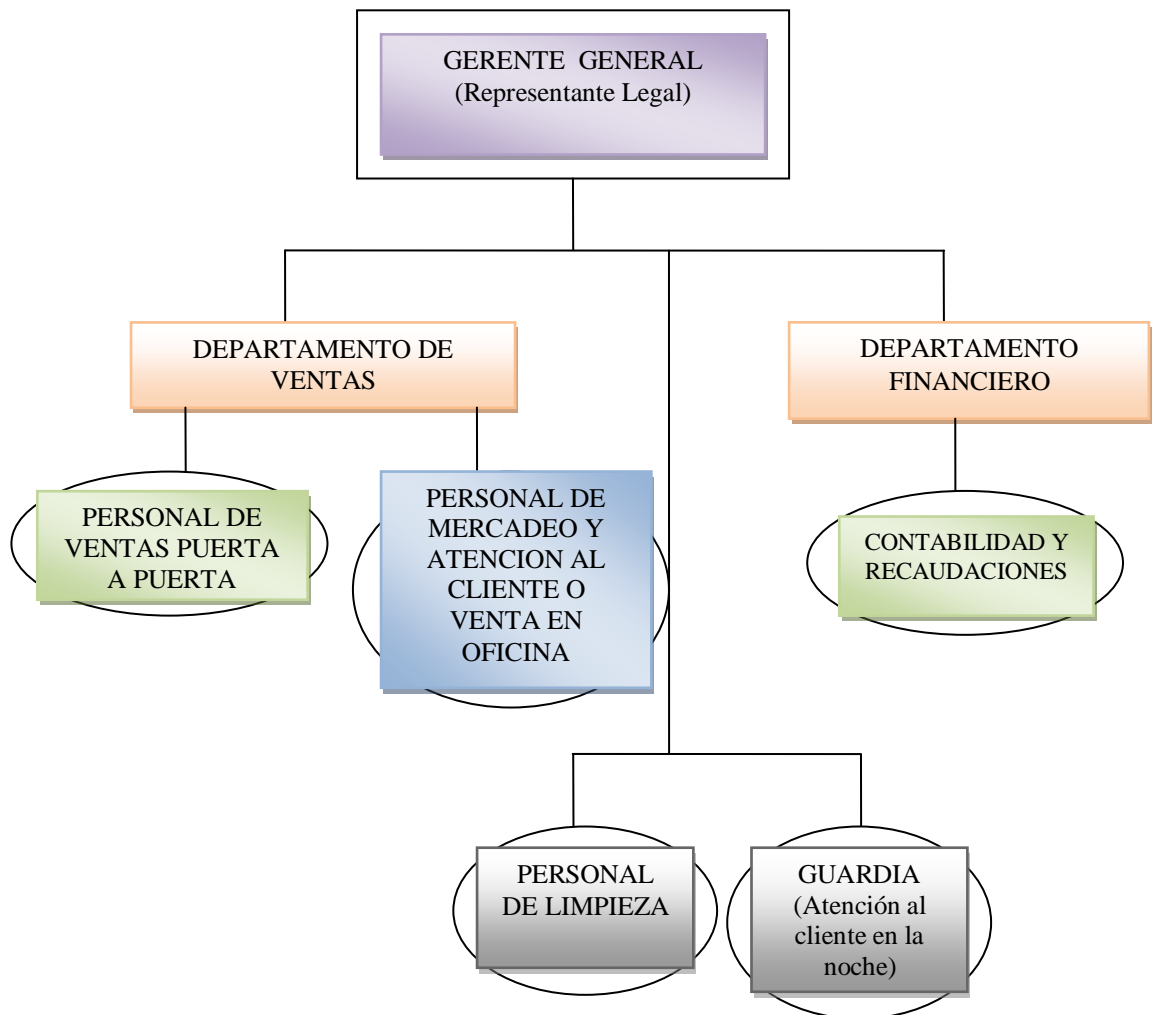 GERENTE GENERAL
(Representante Legal)
DEPARTAMENTO DE
VENTAS
DEPARTAMENTO
FINANCIERO
PERSONAL DE
VENTAS PUERTA
A PUERTA
PERSONAL DE
MERCADEO Y
ATENCION AL
CLIENTE O
VENTA EN
OFICINA
CONTABILIDAD Y
RECAUDACIONES
PERSONAL
DE LIMPIEZA
GUARDIA
(Atención al
cliente en la
noche)